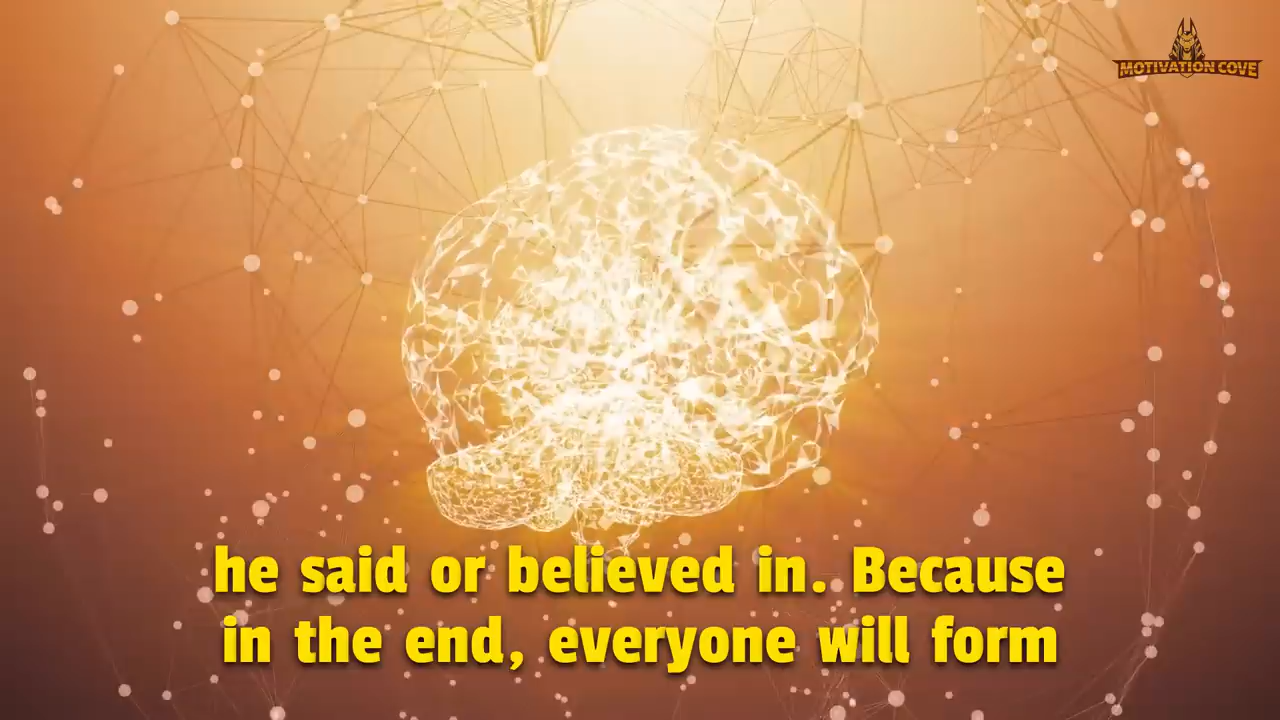 MOTIVATION COVE
he said or believed in. Because
in the end, everyone will form